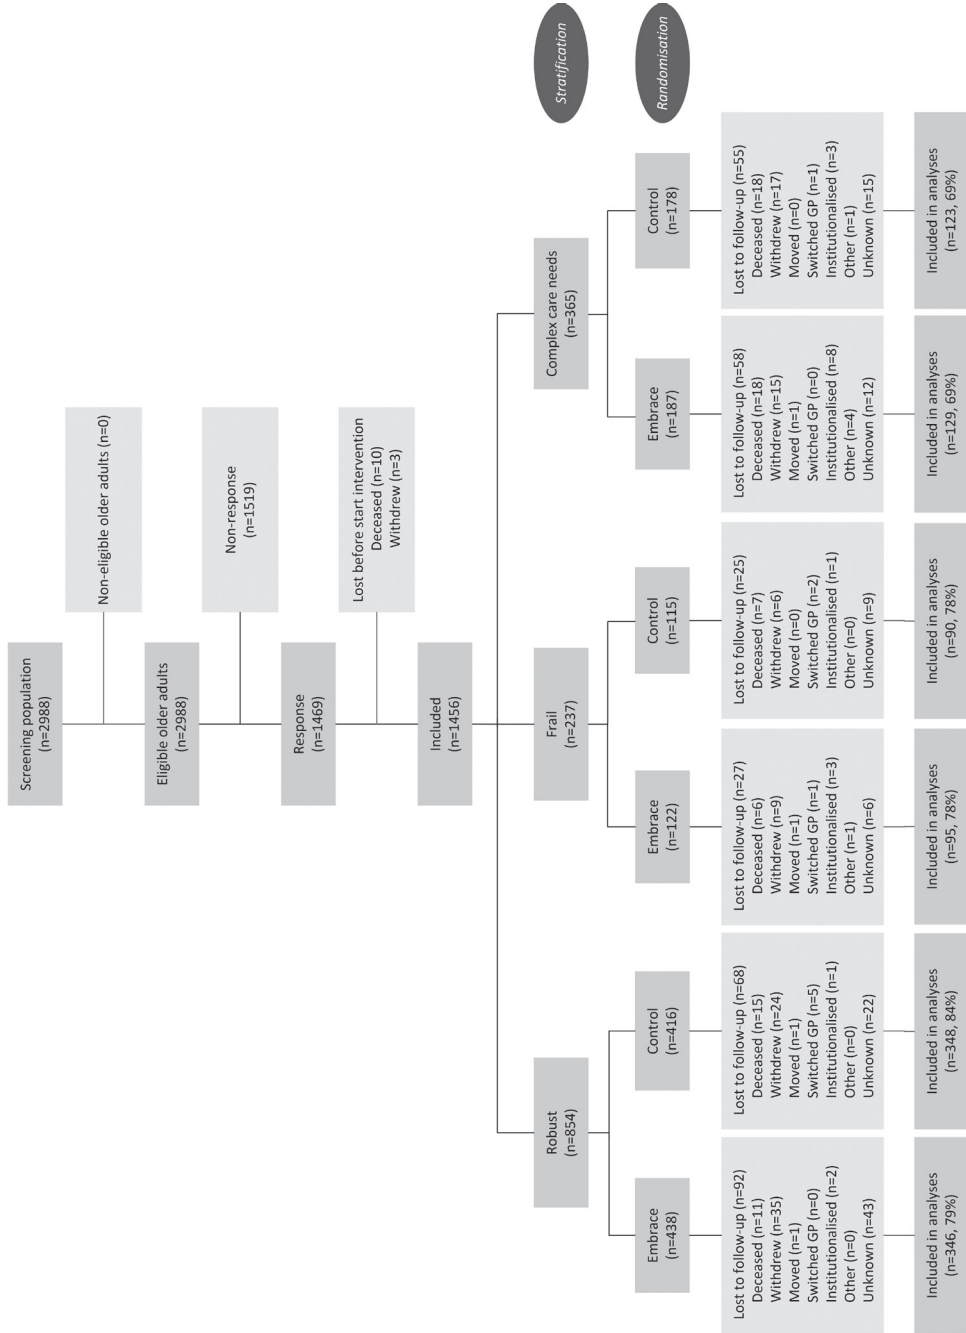 Screening population
(n=2988)
Non-eligible older adults (n=0)
Eligible older adults
(n=2988)
Non-response
(n=1519)
Response
(n=1469)
Lost before start intervention
Deceased (n=10)
Withdrew (n=3)
Included
(n=1456)
Stratification
Robust
(n=854)
Frail
(n=237)
Complex care needs
(n=365)
Randomisation
Embrace
(n=438)
Control
(n=416)
Embrace
(n=122)
Control
(n=115)
Embrace
(n=187)
Control
(n=178)
Lost to follow-up (n=92)
Deceased (n=11)
Withdrew (n=35)
Moved (n=1)
Switched GP (n=0)
Institutionalised (n=2)
Other (n=0)
Unknown (n=43)
Lost to follow-up (n=68)
Deceased (n=15)
Withdrew (n=24)
Moved (n=1)
Switched GP (n=5)
Institutionalised (n=1)
Other (n=0)
Unknown (n=22)
Lost to follow-up (n=27)
Deceased (n=6)
Withdrew (n=9)
Moved (n=1)
Switched GP (n=1)
Institutionalised (n=3)
Other (n=1)
Unknown (n=6)
Lost to follow-up (n=25)
Deceased (n=7)
Withdrew (n=6)
Moved (n=0)
Switched GP (n=2)
Institutionalised (n=1)
Other (n=0)
Unknown (n=9)
Lost to follow-up (n=58)
Deceased (n=18)
Withdrew (n=15)
Moved (n=1)
Switched GP (n=0)
Institutionalised (n=8)
Other (n=4)
Unknown (n=12)
Lost to follow-up (n=55)
Deceased (n=18)
Withdrew (n=17)
Moved (n=0)
Switched GP (n=1)
Institutionalised (n=3)
Other (n=1)
Unknown (n=15)
Included in analyses
(n=346, 79%)
Included in analyses
(n=348, 84%)
Included in analyses
(n=95, 78%)
Included in analyses
(n=90, 78%)
Included in analyses
(n=129, 69%)
Included in analyses
(n=123, 69%)